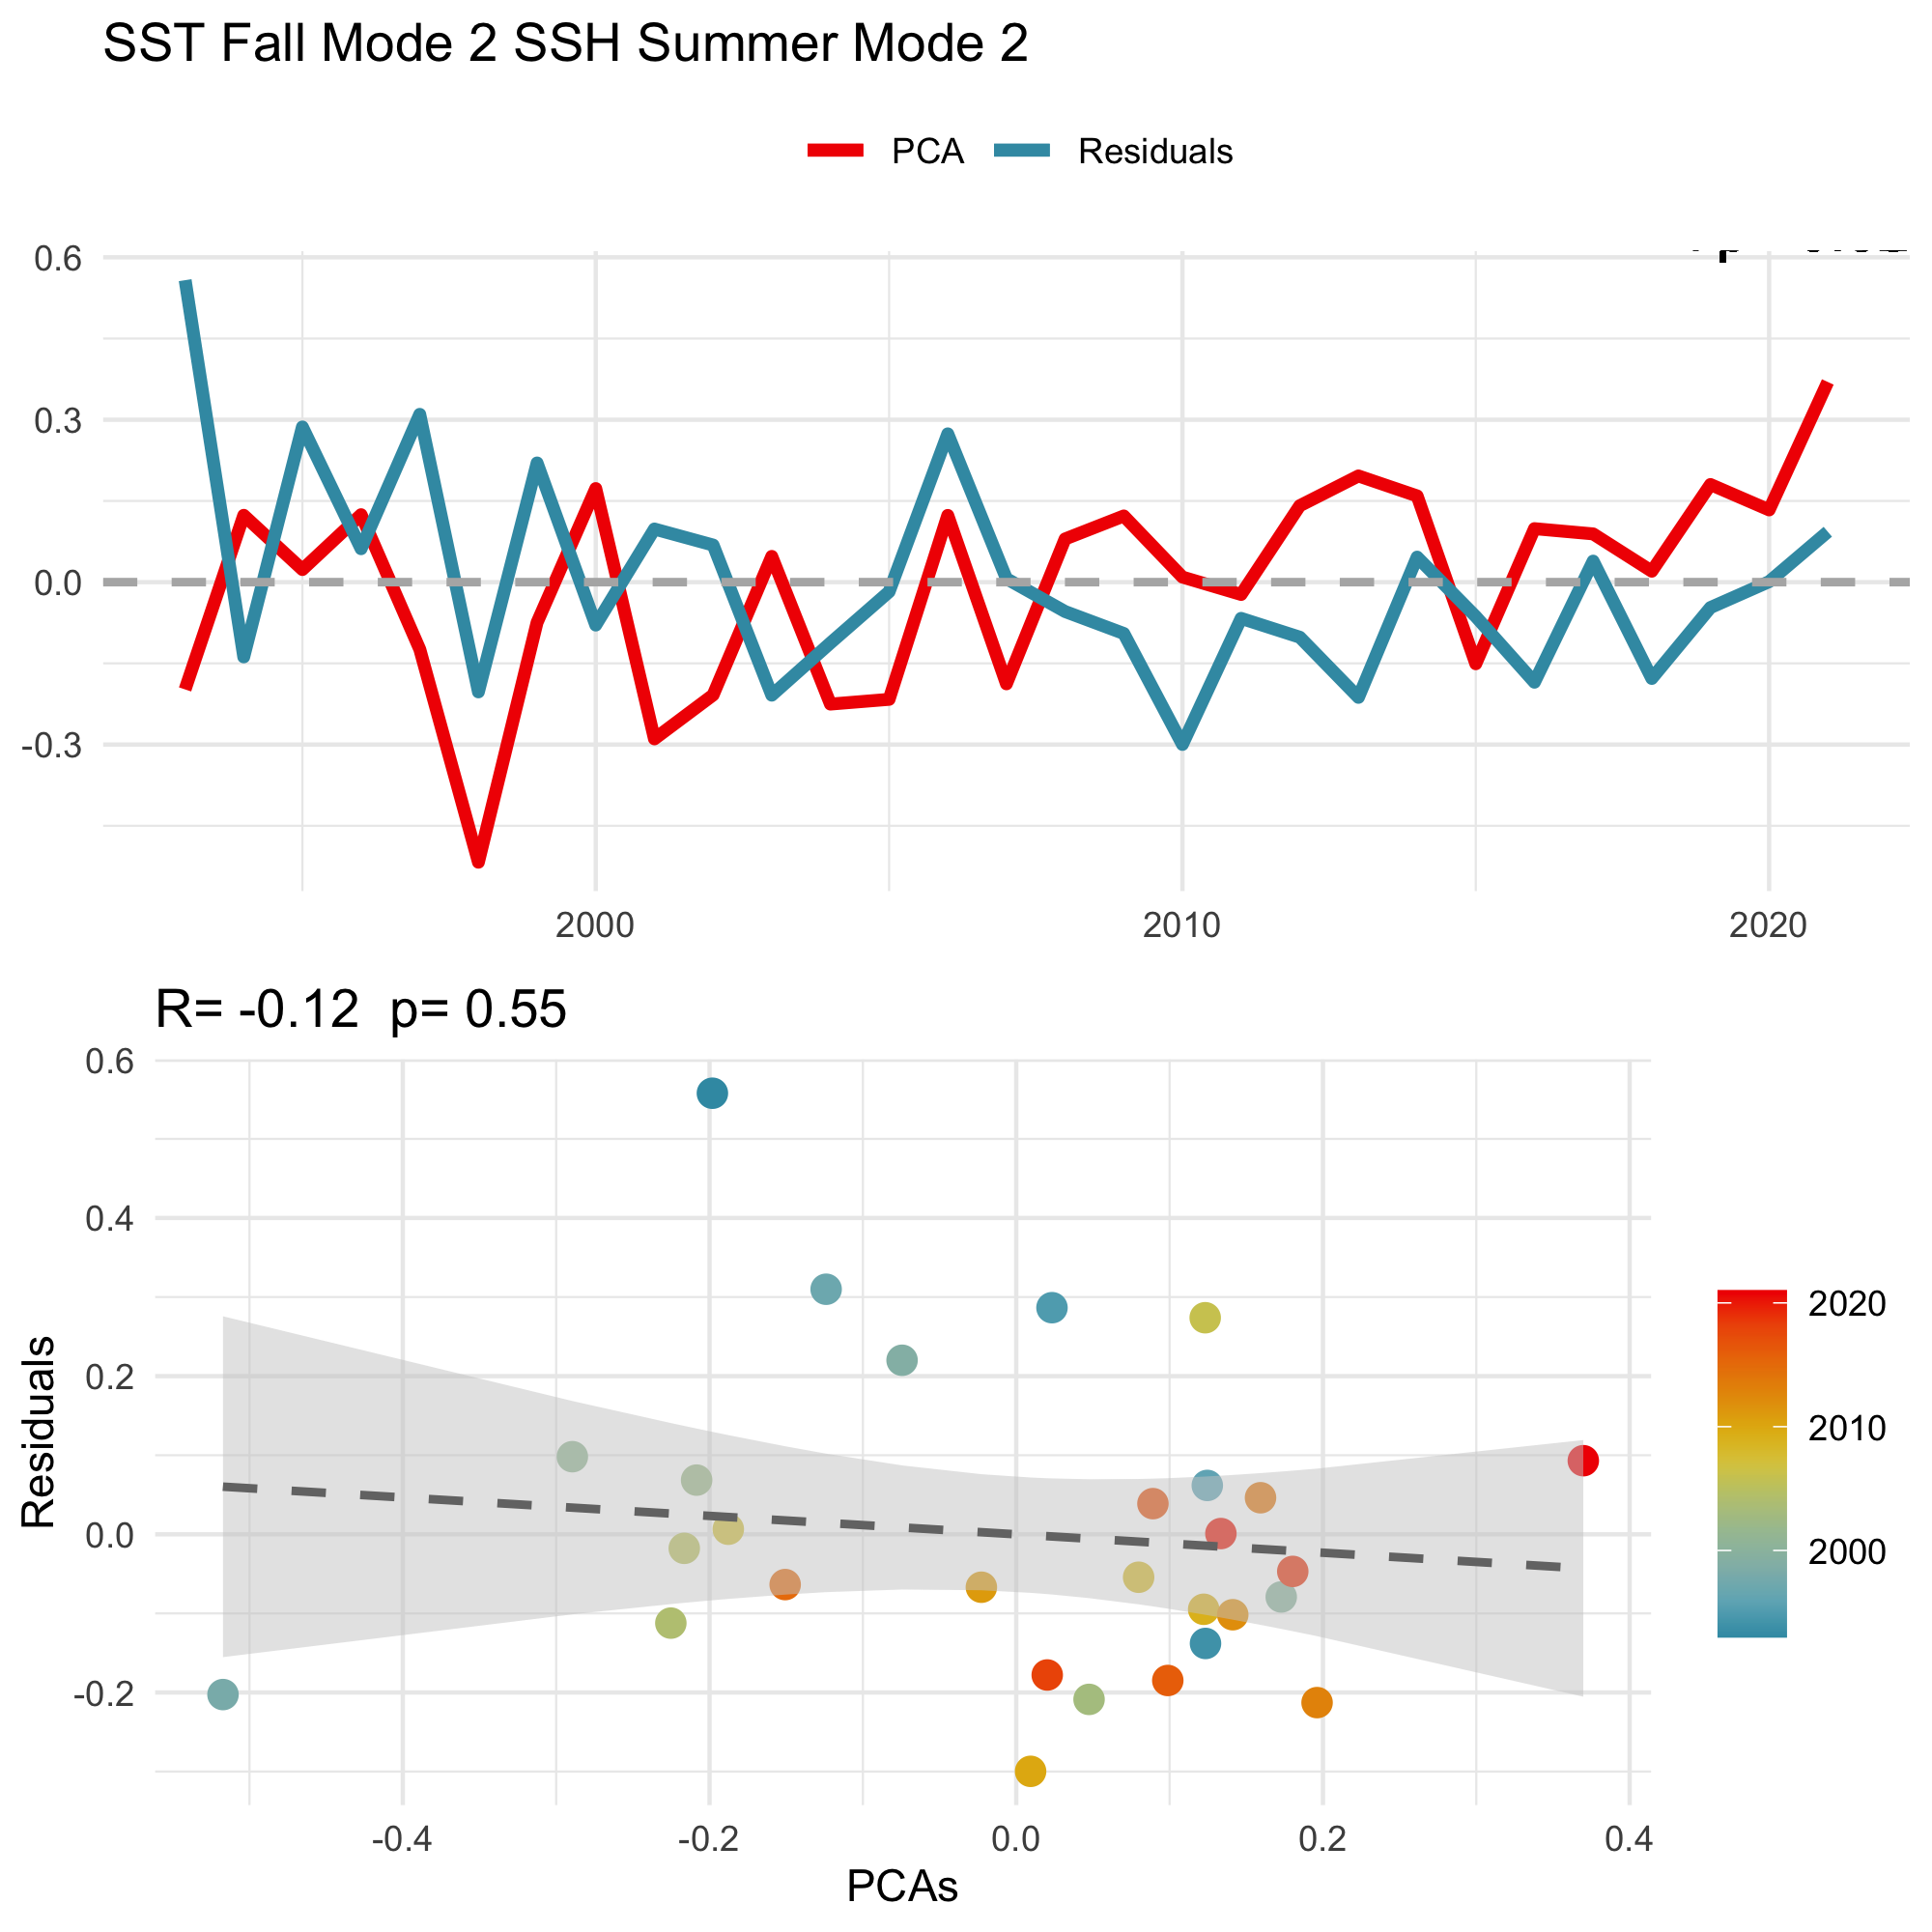 SST Fall Mode 2 SSH Summer Mode 2
PCA Residuals
0.6
0.3
0.0
-0.3
2000 2010 2020
R= -0.12 p= 0.55
Residuals
0.6
0.4
0.2
0.0
-0.2
-0.4 -0.2 0.0 0.2 0.4
PCAs
2020
2010
2000